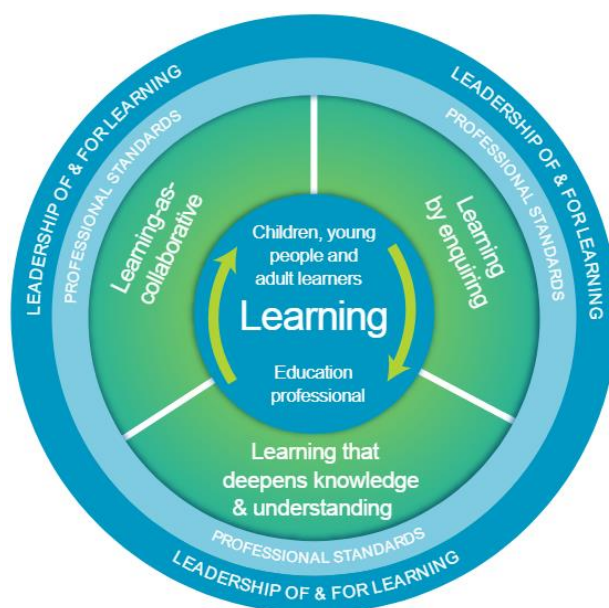 LEADERSHIP OF & FOR LEARNING
LEADERSHIP OF & FOR LEARNING
PROFESSIONAL STANDARDS
PROFESSIONAL STANDARDS
Learning-as-
collaborative
Learning
by enquiring
Children, young
people and
adult learners
Learning
Education
professional
Learning that
deepens knowledge
& understanding
PROFESSIONAL STANDARDS
LEADERSHIP OF & FOR LEARNING